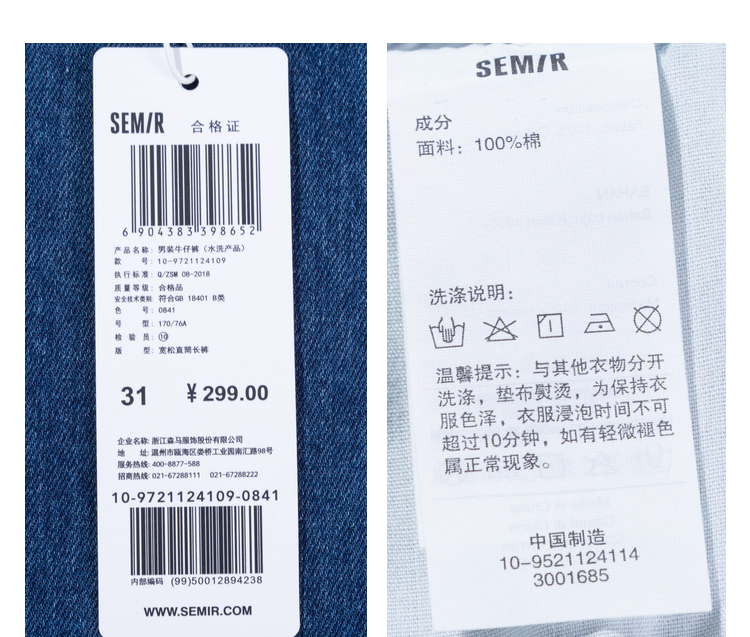 SEMIR 合格证
6 904383 398652
产品名称: 男装牛仔裤 (水洗产品)
款 号: 10-9721124109
执行标准: Q/ZSM 08-2018
质量等级: 合格品
安全技术类别 符合GB 18401 B类
色 号: 0841
号 型: 170/76A
检 验 员: ⑩
版 型: 宽松直筒长裤
31 ¥299.00
企业名称: 浙江森马服饰股份有限公司
地 址: 温州市瓯海区娄桥工业园南汇路98号
服务热线: 400-8877-588
招商热线: 021-67288111 021-67288222
10-9721124109-0841
内部编码 (99)50012894238
WWW.SEMIR.COM
SEMIR
成分
面料: 100%棉
洗涤说明:
温馨提示: 与其他衣物分开
洗涤, 垫布熨烫, 为保持衣
服色泽, 衣服浸泡时间不可
超过10分钟, 如有轻微褪色
属正常现象。
中国制造
10-9521124114
3001685